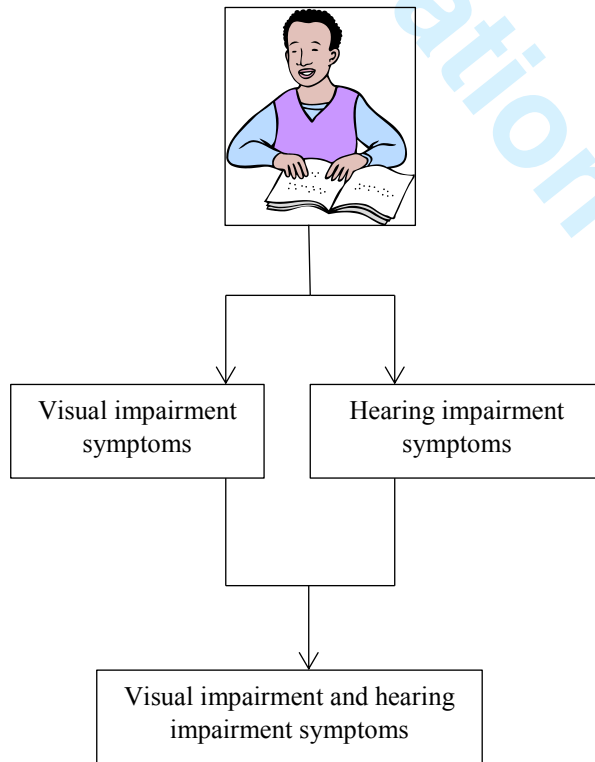 Visual impairment
symptoms
Hearing impairment
symptoms
Visual impairment and hearing
impairment symptoms